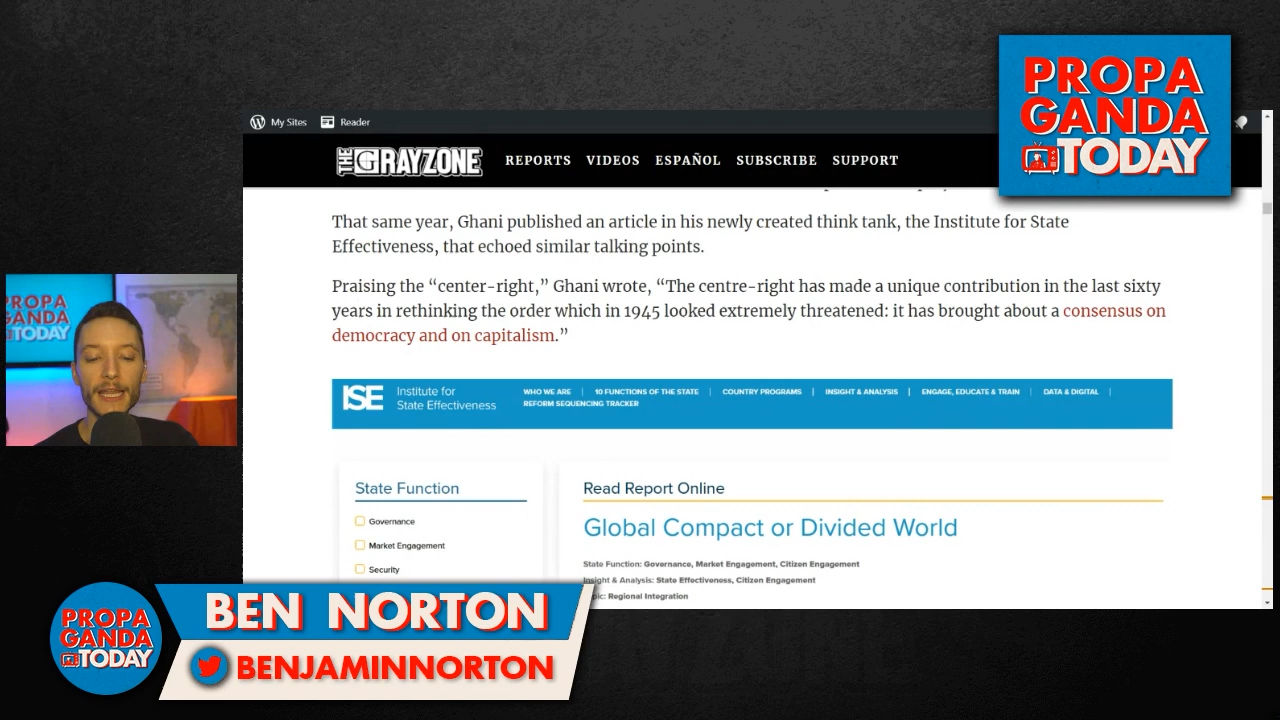 My Sites
Reader
THE GRAYZONE
REPORTS VIDEOS ESPAÑOL SUBSCRIBE SUPPORT
PROPA
GANDA
TODAY
That same year, Ghani published an article in his newly created think tank, the Institute for State
Effectiveness, that echoed similar talking points.
Praising the “center-right,” Ghani wrote, “The centre-right has made a unique contribution in the last sixty
years in rethinking the order which in 1945 looked extremely threatened: it has brought about a consensus on
democracy and on capitalism.”
ISE Institute for
State Effectiveness
WHO WE ARE | 10 FUNCTIONS OF THE STATE | COUNTRY PROGRAMS | INSIGHT & ANALYSIS | ENGAGE, EDUCATE & TRAIN | DATA & DIGITAL |
REFORM SEQUENCING TRACKER
State Function
Governance
Market Engagement
Security
Read Report Online
Global Compact or Divided World
State Function: Governance, Market Engagement, Citizen Engagement
Insight & Analysis: State Effectiveness, Citizen Engagement
Regional Integration
PROPA
GANDA
TODAY
PROPA
GANDA
TODAY
BEN NORTON
BENJAMINNORTON